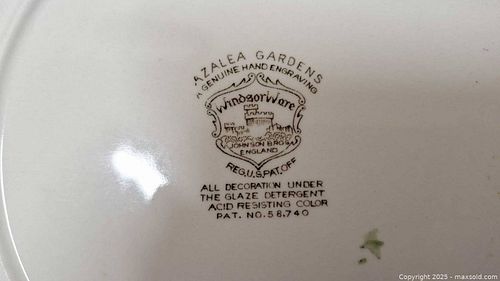 AZALEA GARDENS
A GENUINE HAND ENGRAVING
WindsorWare
JOHNSON BROS
ENGLAND
REG.U.S.PAT.OFF
ALL DECORATION UNDER
THE GLAZE DETERGENT
ACID RESISTING COLOR
PAT. NO.58.740
Copyright 2025 - maxsold.com